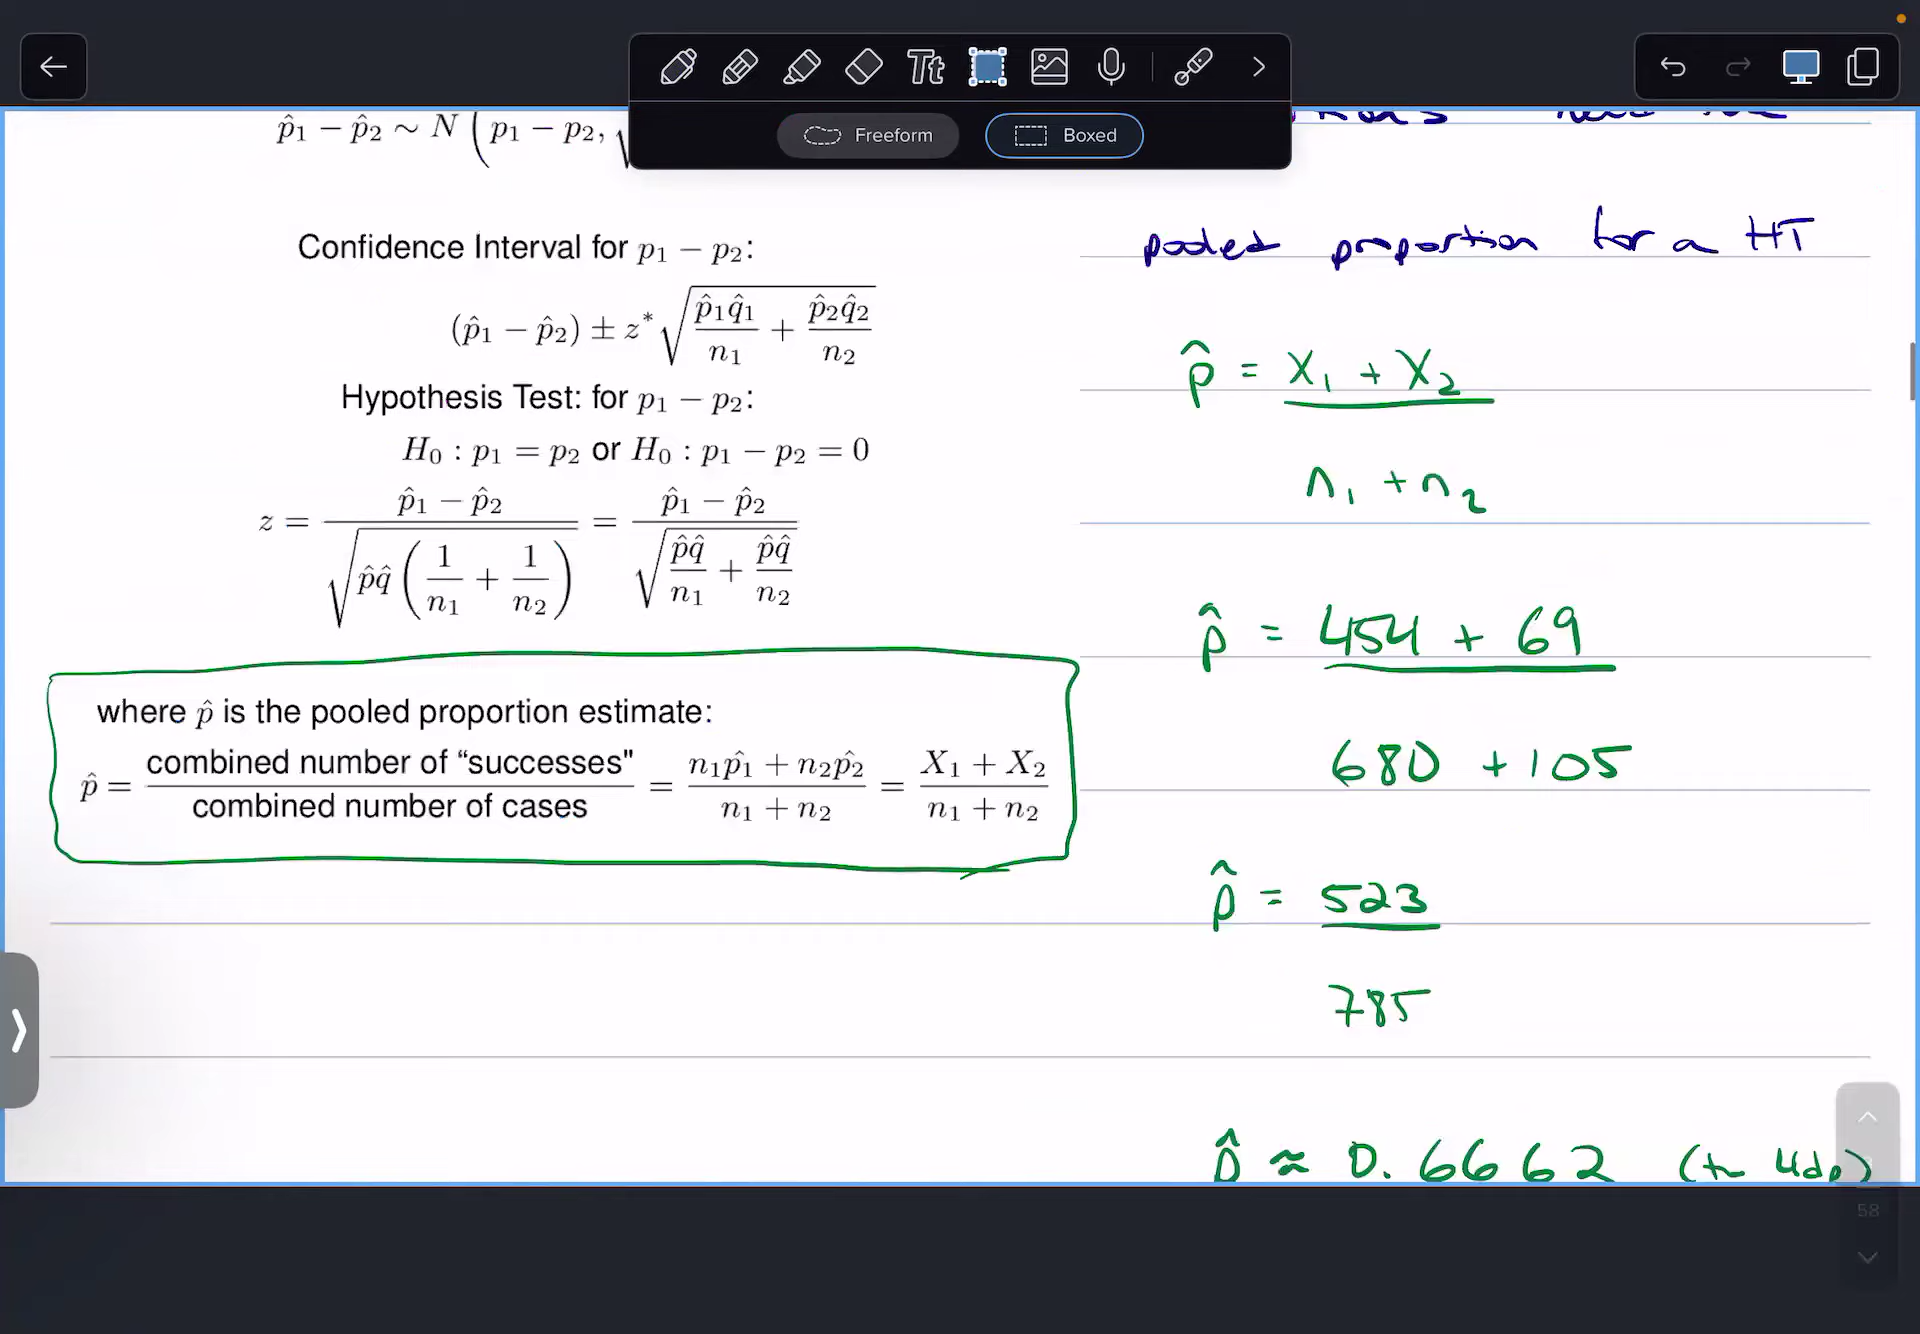 Tt
Freeform
Boxed
p̂₁ − p̂₂ ∼ N (p₁ − p₂, √
Confidence Interval for p₁ − p₂:
(p̂₁ − p̂₂) ± z* √(p̂₁q̂₁/n₁ + p̂₂q̂₂/n₂)
Hypothesis Test: for p₁ − p₂:
H₀ : p₁ = p₂ or H₀ : p₁ − p₂ = 0
z = (p̂₁ − p̂₂)/√(p̂q̂(1/n₁ + 1/n₂)) = (p̂₁ − p̂₂)/√(p̂q̂/n₁ + p̂q̂/n₂)
where p̂ is the pooled proportion estimate:
p̂ = combined number of “successes"/combined number of cases = (n₁p̂₁ + n₂p̂₂)/(n₁ + n₂) = (X₁ + X₂)/(n₁ + n₂)
pooled proportion for a HT
p̂ = X₁ + X₂
n₁ + n₂
p̂ = 454 + 69
680 + 105
p̂ = 523
785
p̂ ≈ 0.6662 (to 4dp)
58